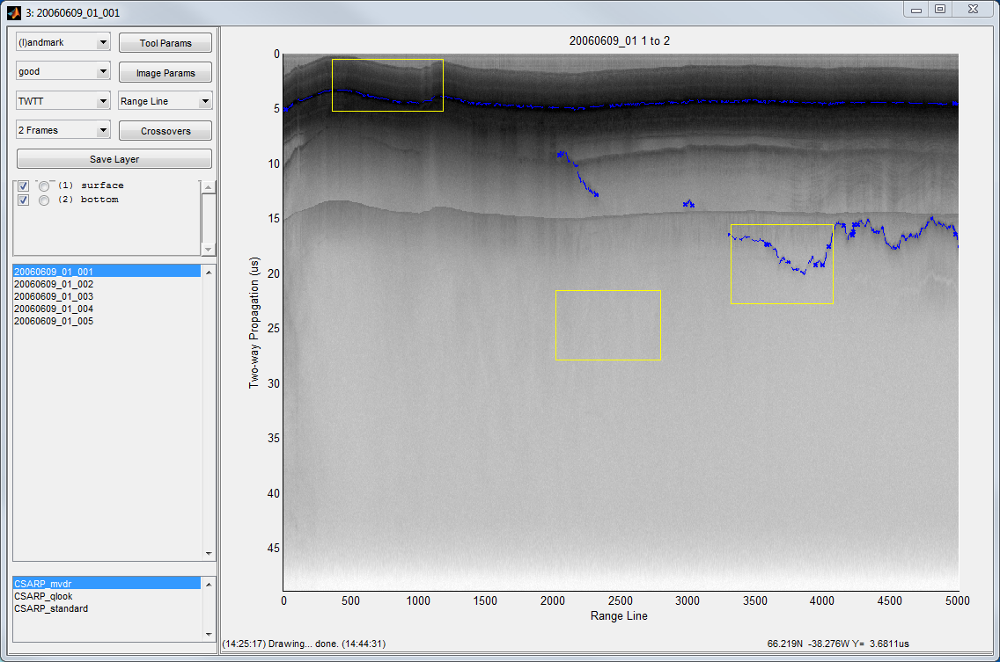 3: 20060609_01_001
(l)andmark
Tool Params
good
Image Params
TWTT
Range Line
2 Frames
Crossovers
Save Layer
(1) surface
(2) bottom
20060609_01_001
20060609_01_002
20060609_01_003
20060609_01_004
20060609_01_005
CSARP_mvdr
CSARP_qlook
CSARP_standard
20060609_01 1 to 2
0
5
10
15
20
25
30
35
40
45
Two-way Propagation (us)
0 500 1000 1500 2000 2500 3000 3500 4000 4500 5000
Range Line
(14:25:17) Drawing... done. (14:44:31)
66.219N -38.276W Y= 3.6811us